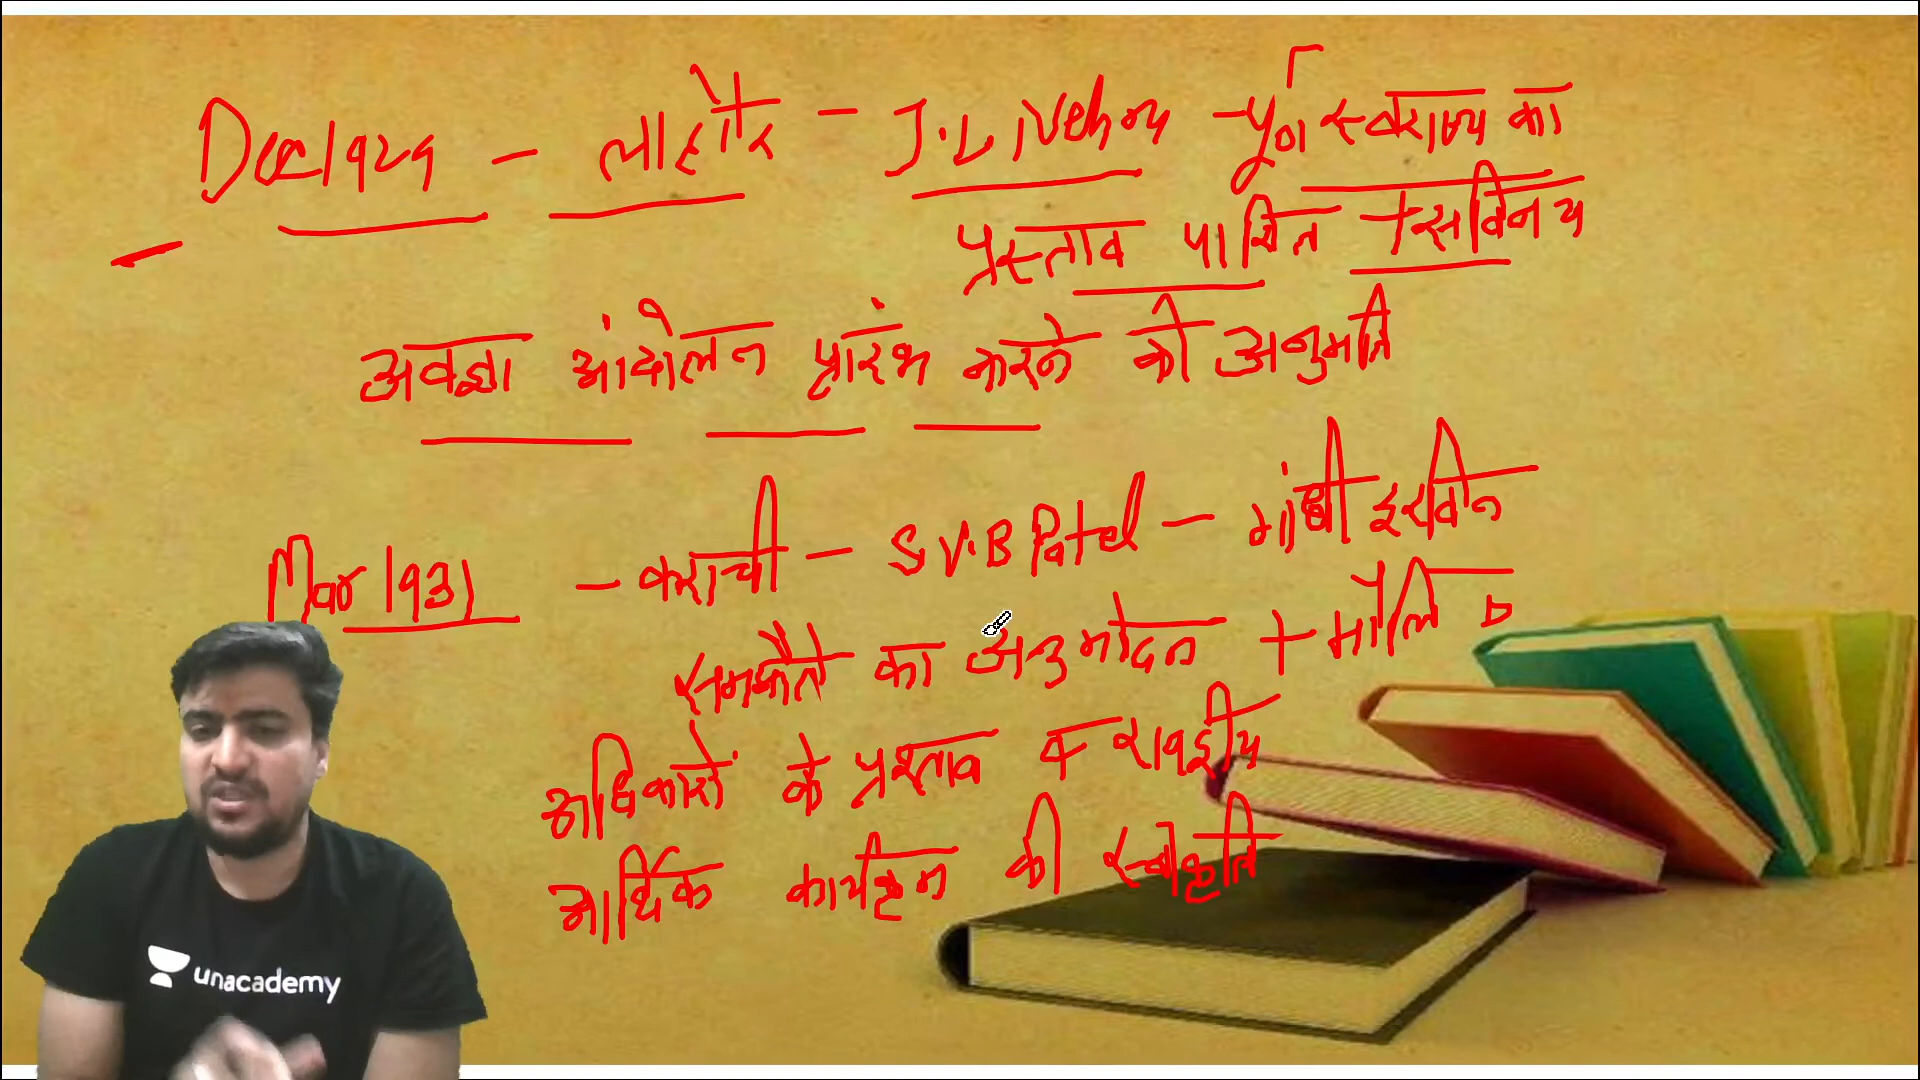 Dec 1929 - लाहौर - J.L Nehru - पूर्ण स्वराज्य का
प्रस्ताव पारित + सविनय
अवज्ञा आंदोलन प्रारंभ करने की अनुमति
Mar 1931 - कराची - S.V.B Patel - गांधी इरविन
समझौते का अनुमोदन + मौलिक
अधिकारों के प्रस्ताव व राष्ट्रीय
आर्थिक कार्यक्रम की स्वीकृति
unacademy